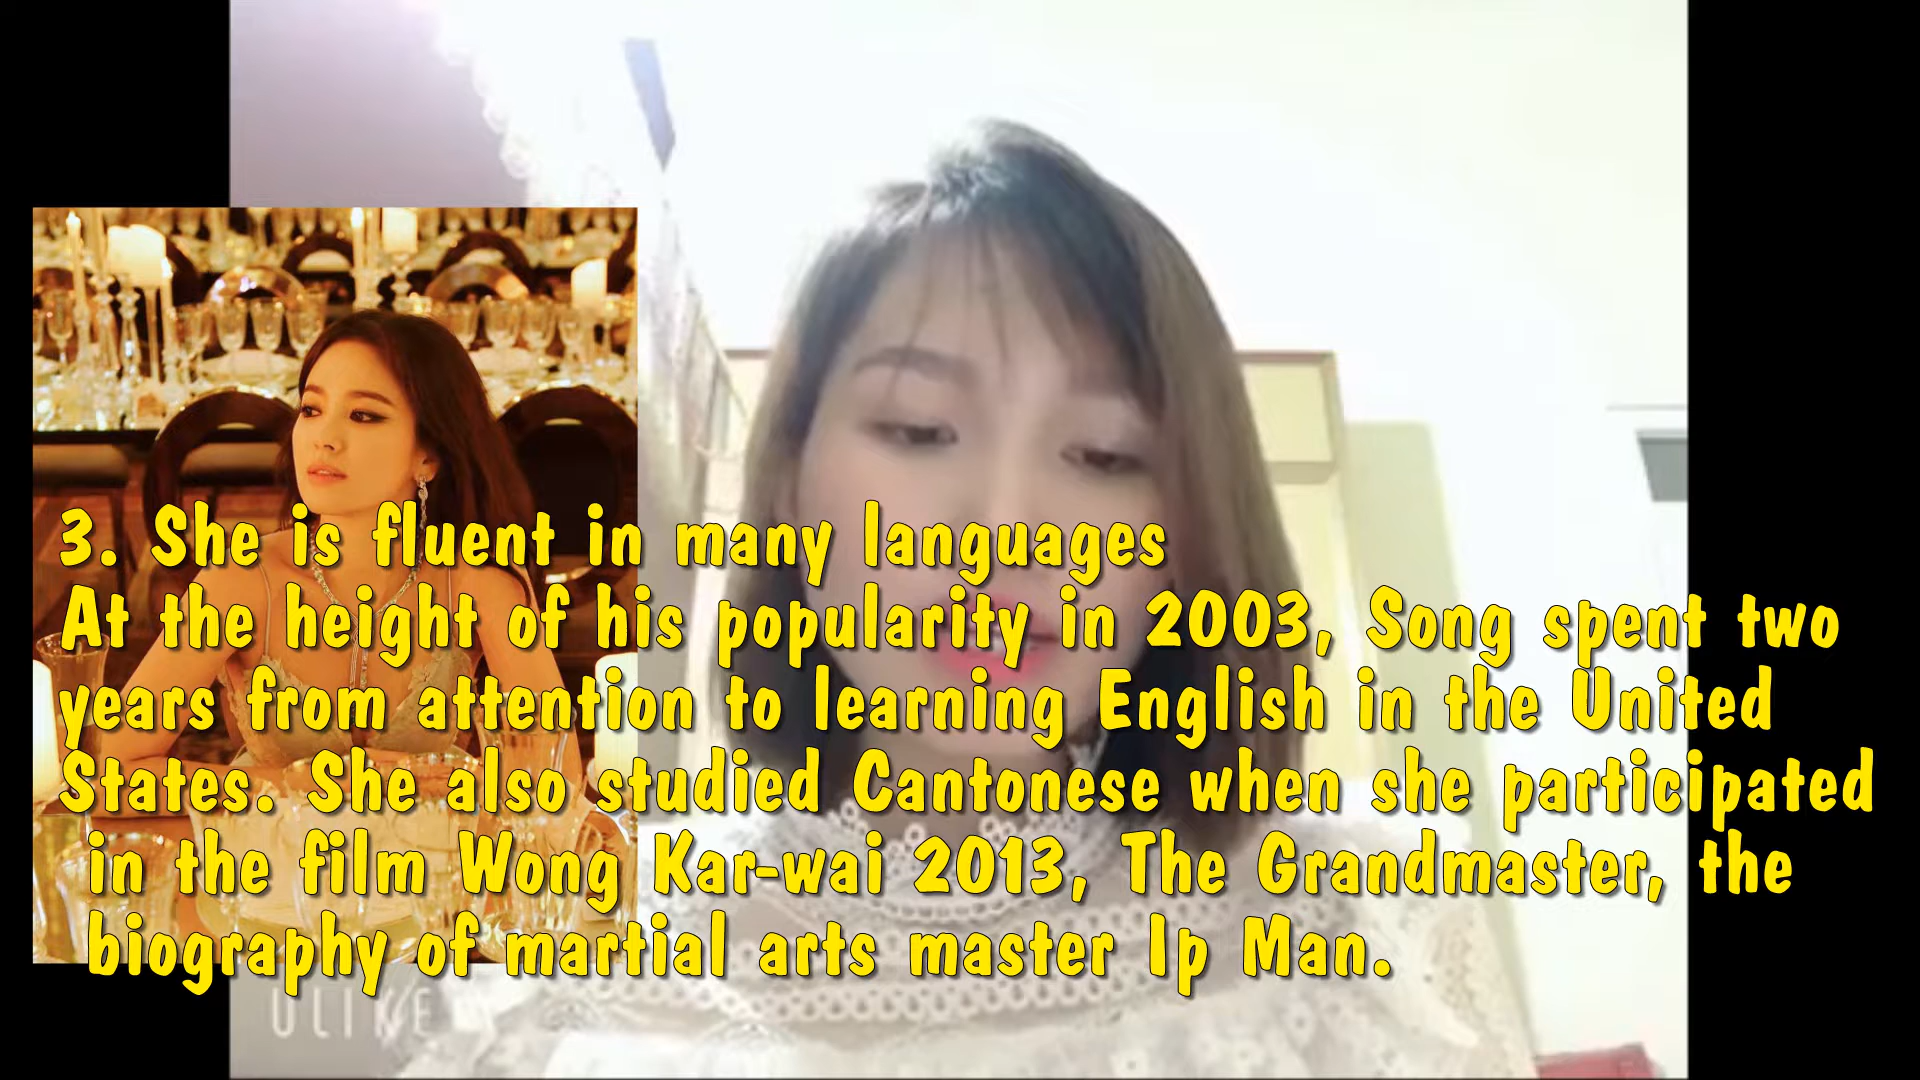 3. She is fluent in many languages
At the height of his popularity in 2003, Song spent two
years from attention to learning English in the United
States. She also studied Cantonese when she participated
in the film Wong Kar-wai 2013, The Grandmaster, the
biography of martial arts master Ip Man.
ULIKE